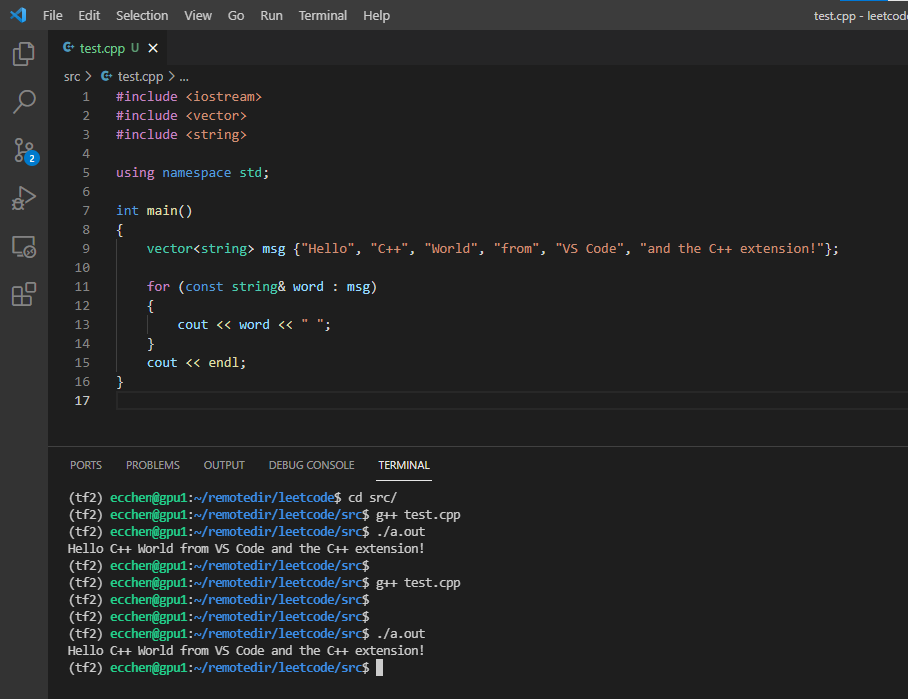 File Edit Selection View Go Run Terminal Help test.cpp - leetcode
test.cpp U
src > test.cpp > ...
1 #include <iostream>
2 #include <vector>
3 #include <string>
4
5 using namespace std;
6
7 int main()
8 {
9     vector<string> msg {"Hello", "C++", "World", "from", "VS Code", "and the C++ extension!"};
10
11     for (const string& word : msg)
12     {
13         cout << word << " ";
14     }
15     cout << endl;
16 }
17
2
PORTS PROBLEMS OUTPUT DEBUG CONSOLE TERMINAL
(tf2) ecchen@gpu1:~/remotedir/leetcode$ cd src/
(tf2) ecchen@gpu1:~/remotedir/leetcode/src$ g++ test.cpp
(tf2) ecchen@gpu1:~/remotedir/leetcode/src$ ./a.out
Hello C++ World from VS Code and the C++ extension!
(tf2) ecchen@gpu1:~/remotedir/leetcode/src$
(tf2) ecchen@gpu1:~/remotedir/leetcode/src$ g++ test.cpp
(tf2) ecchen@gpu1:~/remotedir/leetcode/src$
(tf2) ecchen@gpu1:~/remotedir/leetcode/src$
(tf2) ecchen@gpu1:~/remotedir/leetcode/src$ ./a.out
Hello C++ World from VS Code and the C++ extension!
(tf2) ecchen@gpu1:~/remotedir/leetcode/src$